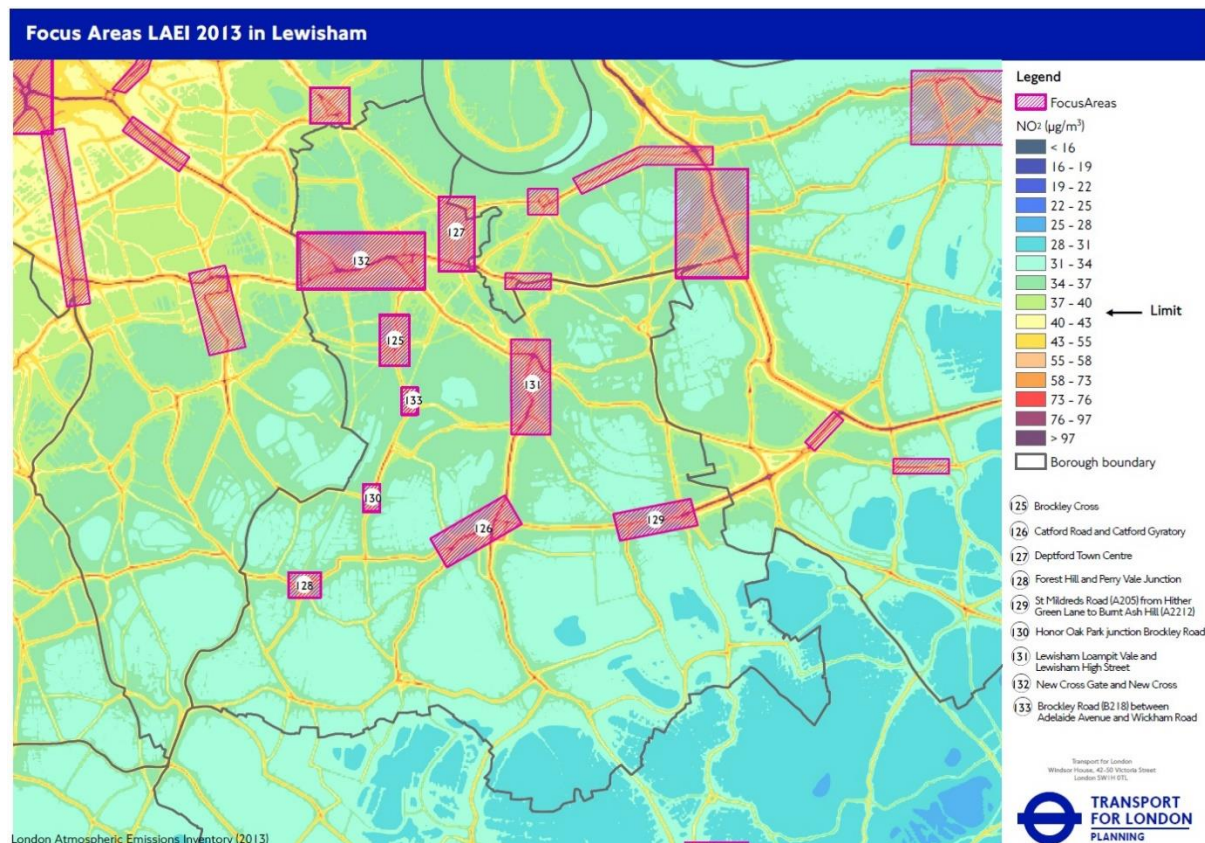 Focus Areas LAEI 2013 in Lewisham
132
127
125
133
131
130
126
129
128
London Atmospheric Emissions Inventory (2013)
Legend
FocusAreas
NO2 (µg/m³)
< 16
16 - 19
19 - 22
22 - 25
25 - 28
28 - 31
31 - 34
34 - 37
37 - 40
40 - 43
43 - 55
55 - 58
58 - 73
73 - 76
76 - 97
> 97
Limit
Borough boundary
125 Brockley Cross
126 Catford Road and Catford Gyratory
127 Deptford Town Centre
128 Forest Hill and Perry Vale Junction
129 St Mildreds Road (A205) from Hither
Green Lane to Burnt Ash Hill (A2212)
130 Honor Oak Park junction Brockley Road
131 Lewisham Loampit Vale and
Lewisham High Street
132 New Cross Gate and New Cross
133 Brockley Road (B218) between
Adelaide Avenue and Wickham Road
Transport for London
Windsor House, 42-50 Victoria Street
London SW1H 0TL
TRANSPORT
FOR LONDON
PLANNING